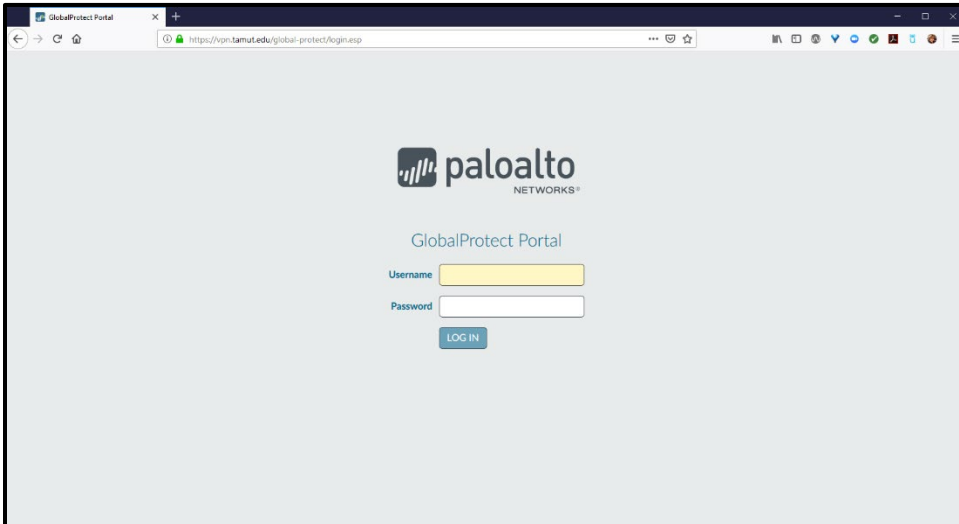 GlobalProtect Portal
https://vpn.tamut.edu/global-protect/login.esp
paloalto
NETWORKS®
GlobalProtect Portal
Username
Password
LOG IN